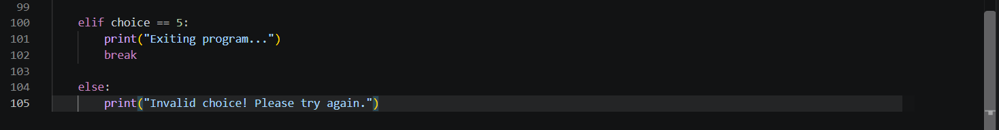 99
100 elif choice == 5:
101 print("Exiting program...")
102 break
103
104 else:
105 print("Invalid choice! Please try again.")